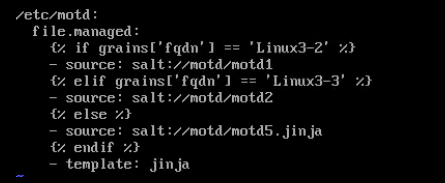 /etc/motd:
  file.managed:
    {% if grains['fqdn'] == 'Linux3-2' %}
    - source: salt://motd/motd1
    {% elif grains['fqdn'] == 'Linux3-3' %}
    - source: salt://motd/motd2
    {% else %}
    - source: salt://motd/motd5.jinja
    {% endif %}
    - template: jinja
~